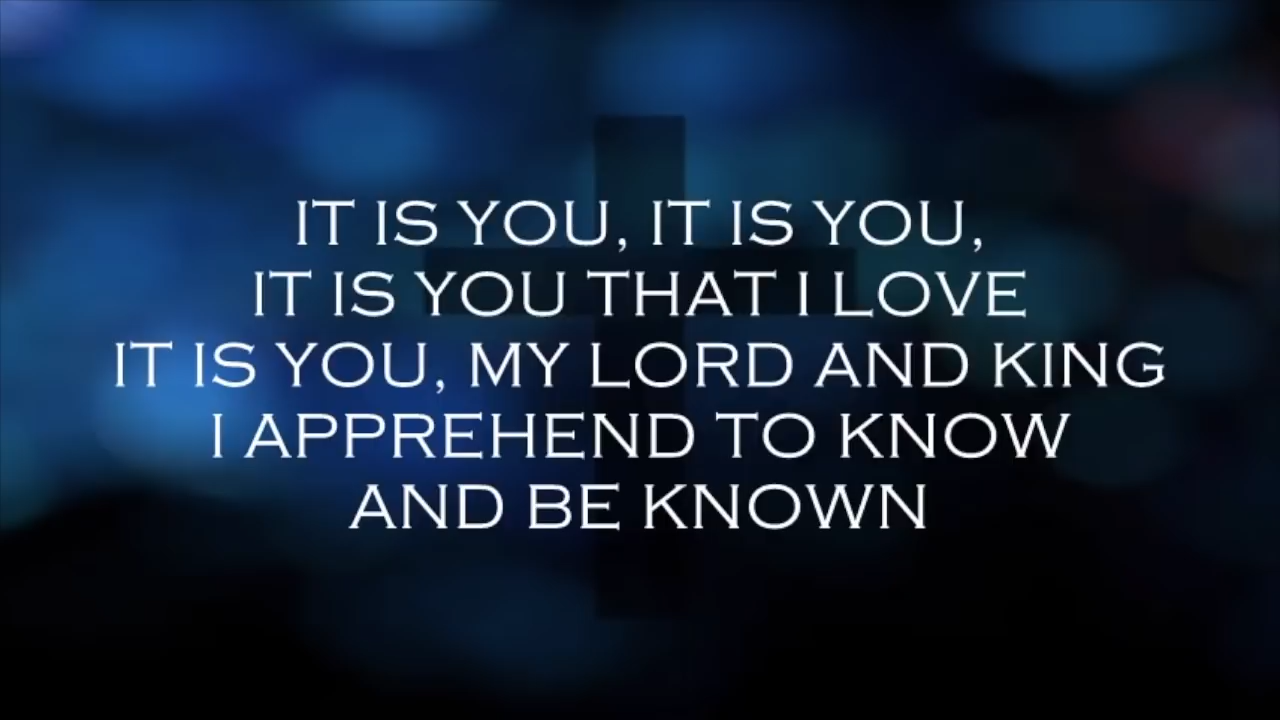 IT IS YOU, IT IS YOU,
IT IS YOU THAT I LOVE
IT IS YOU, MY LORD AND KING
I APPREHEND TO KNOW
AND BE KNOWN